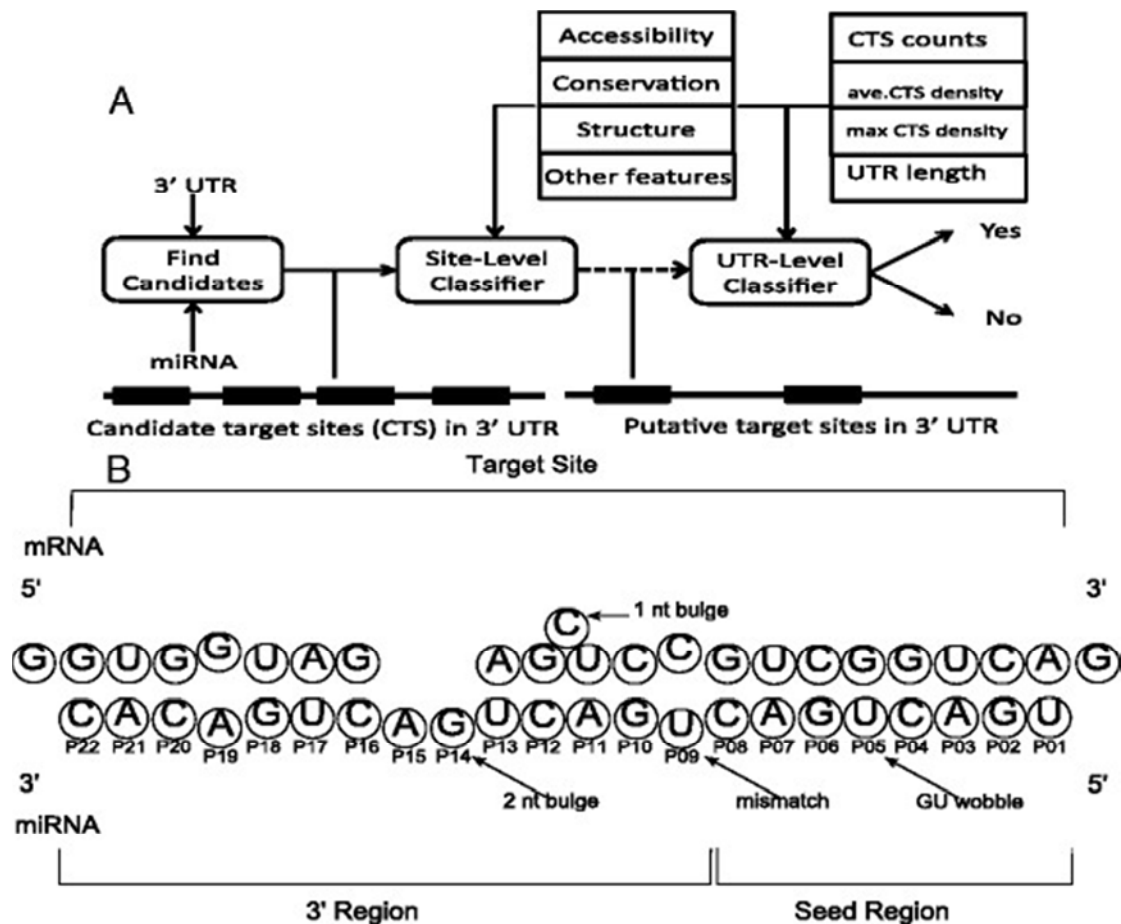 A
Accessibility
Conservation
Structure
Other features
CTS counts
ave.CTS density
max CTS density
UTR length
3′ UTR
Find
Candidates
miRNA
Site-Level
Classifier
UTR-Level
Classifier
Yes
No
Candidate target sites (CTS) in 3′ UTR
Putative target sites in 3′ UTR
B
Target Site
mRNA
5'
3'
C
1 nt bulge
G G U G G U A G A G U C C G U C G G U C A G
C A C A G U C A G U C A G U C A G U C A G U
P22 P21 P20 P19 P18 P17 P16 P15 P14 P13 P12 P11 P10 P09 P08 P07 P06 P05 P04 P03 P02 P01
2 nt bulge
mismatch
GU wobble
3'
5'
miRNA
3' Region
Seed Region